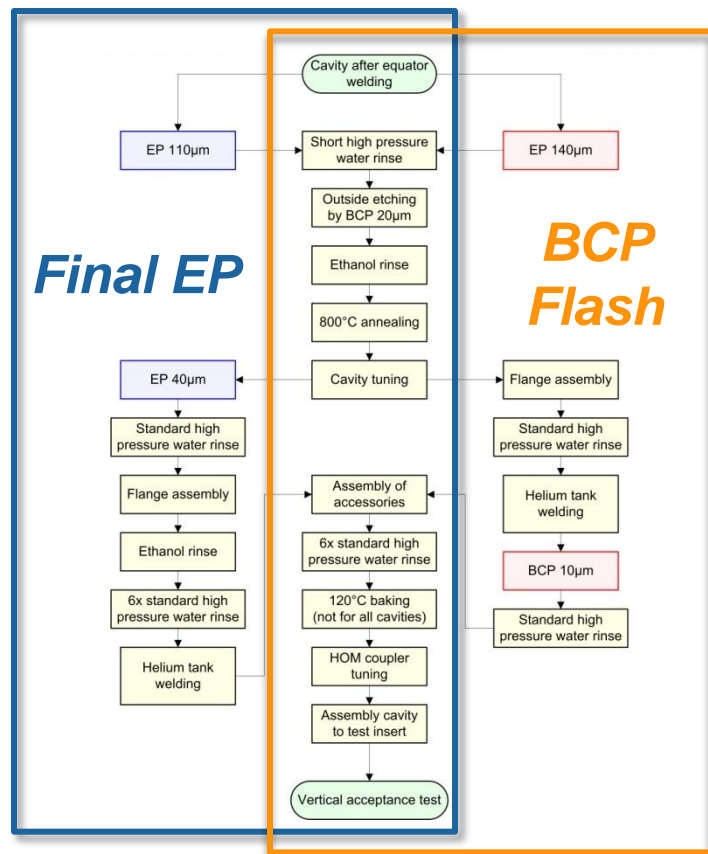 Cavity after equator
welding
EP 110µm
Short high pressure
water rinse
EP 140µm
Outside etching
by BCP 20µm
Ethanol rinse
800°C annealing
Final EP
BCP
Flash
EP 40µm
Cavity tuning
Flange assembly
Standard high
pressure water rinse
Flange assembly
Ethanol rinse
6x standard high
pressure water rinse
Helium tank
welding
Standard high
pressure water rinse
Helium tank
welding
BCP 10µm
Standard high
pressure water rinse
Assembly of
accessories
6x standard high
pressure water rinse
120°C baking
(not for all cavities)
HOM coupler
tuning
Assembly cavity
to test insert
Vertical acceptance test